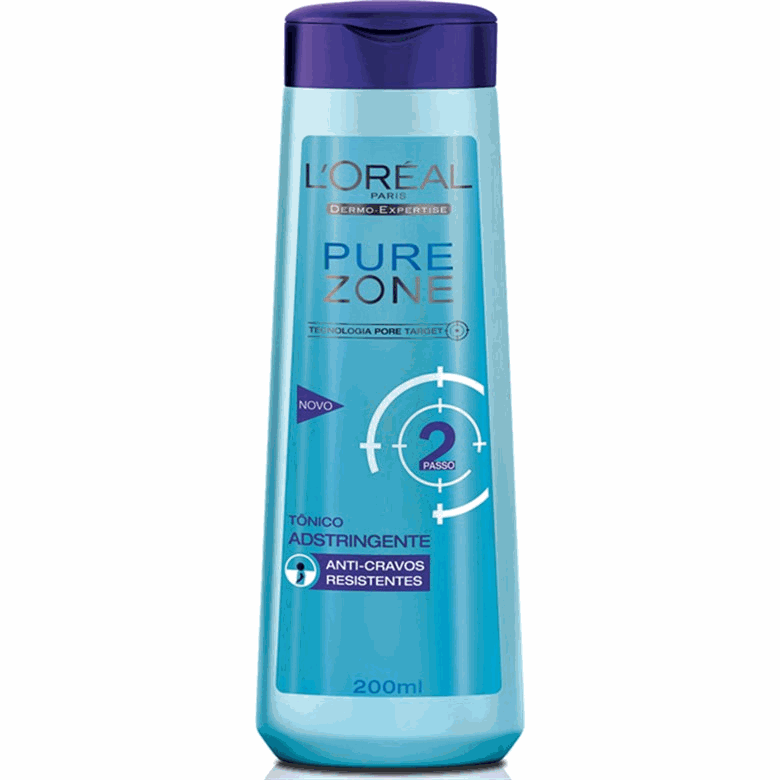 L'ORÉAL
PARIS
DERMO-EXPERTISE
PURE
ZONE
TECNOLOGIA PORE TARGET
NOVO
2
PASSO
TÔNICO
ADSTRINGENTE
ANTI-CRAVOS
RESISTENTES
200ml